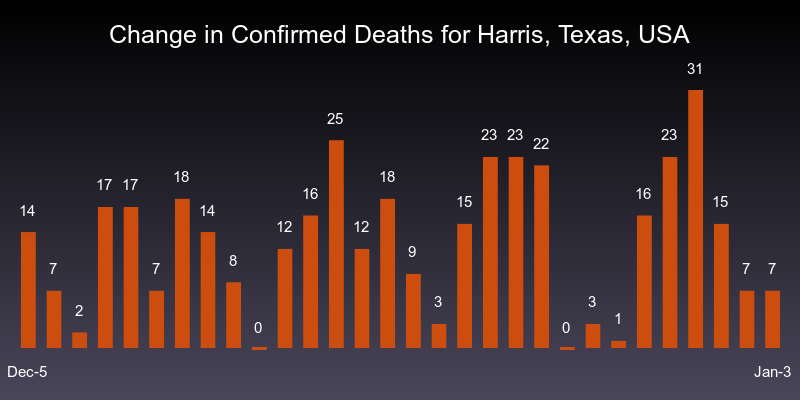 Change in Confirmed Deaths for Harris, Texas, USA
14 7 2 17 17 7 18 14 8 0 12 16 25 12 18 9 3 15 23 23 22 0 3 1 16 23 31 15 7 7
Dec-5 Jan-3